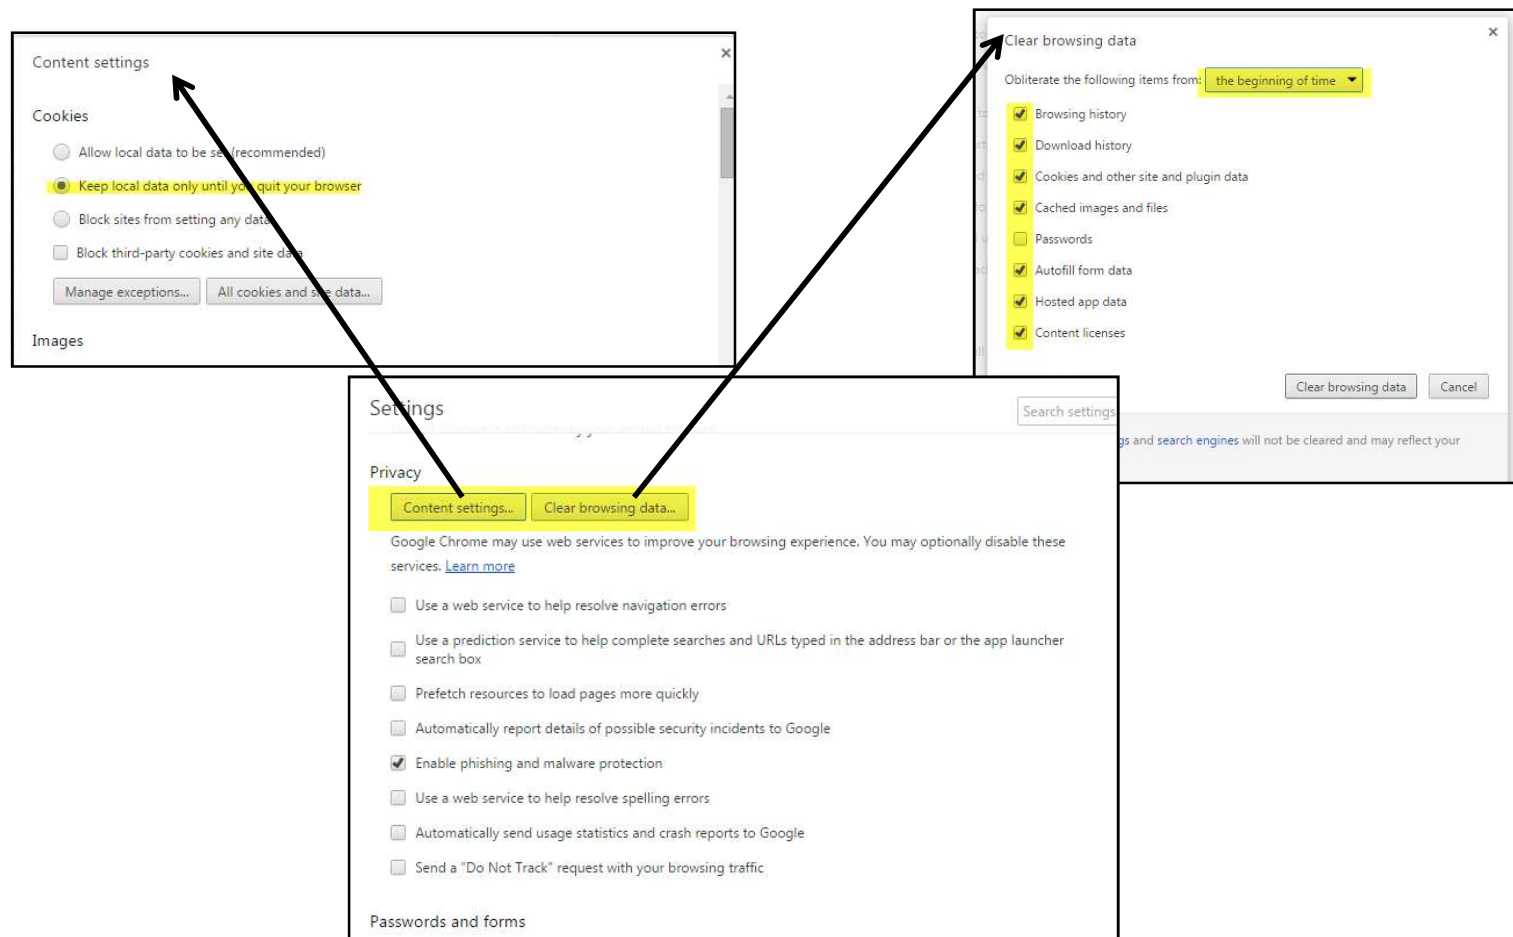 Content settings
×
Cookies
Allow local data to be set (recommended)
Keep local data only until you quit your browser
Block sites from setting any data
Block third-party cookies and site data
Manage exceptions...
All cookies and site data...
Images
Clear browsing data
×
Obliterate the following items from: the beginning of time
Browsing history
Download history
Cookies and other site and plugin data
Cached images and files
Passwords
Autofill form data
Hosted app data
Content licenses
Clear browsing data
Cancel
and search engines will not be cleared and may reflect your
Settings
Search settings
Privacy
Content settings...
Clear browsing data...
Google Chrome may use web services to improve your browsing experience. You may optionally disable these
services. Learn more
Use a web service to help resolve navigation errors
Use a prediction service to help complete searches and URLs typed in the address bar or the app launcher
search box
Prefetch resources to load pages more quickly
Automatically report details of possible security incidents to Google
Enable phishing and malware protection
Use a web service to help resolve spelling errors
Automatically send usage statistics and crash reports to Google
Send a "Do Not Track" request with your browsing traffic
Passwords and forms